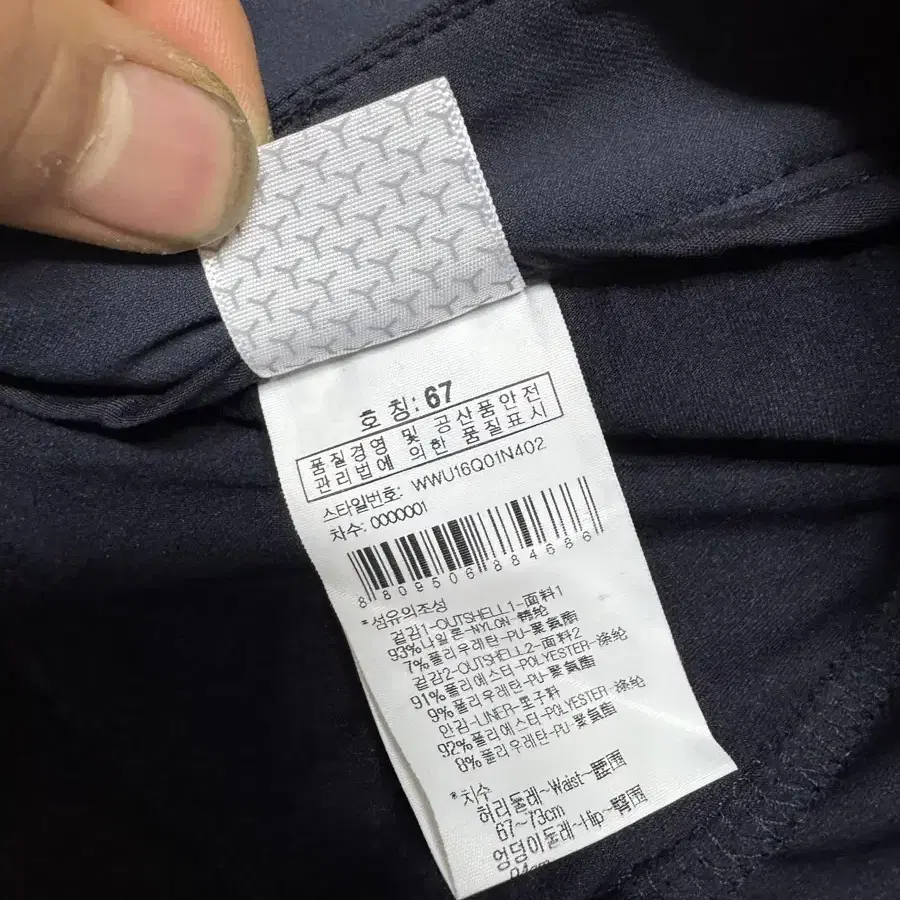 호 칭: 67
품질경영 및 공산품안전
관리법에 의한 품질표시
스타일번호: WWU16Q01N402
차수: 0000001
8 809506 884686
*섬유의조성
겉감1-OUTSHELL1-面料1
93%나일론-NYLON-锦纶
7%폴리우레탄-PU-聚氨酯
겉감2-OUTSHELL2-面料2
91%폴리에스터-POLYESTER-涤纶
9%폴리우레탄-PU-聚氨酯
안감-LINER-里子料
92%폴리에스터-POLYESTER-涤纶
8%폴리우레탄-PU-聚氨酯
*치수
허리둘레-Waist-腰围
67~73cm
엉덩이둘레-Hip-臀围
94cm